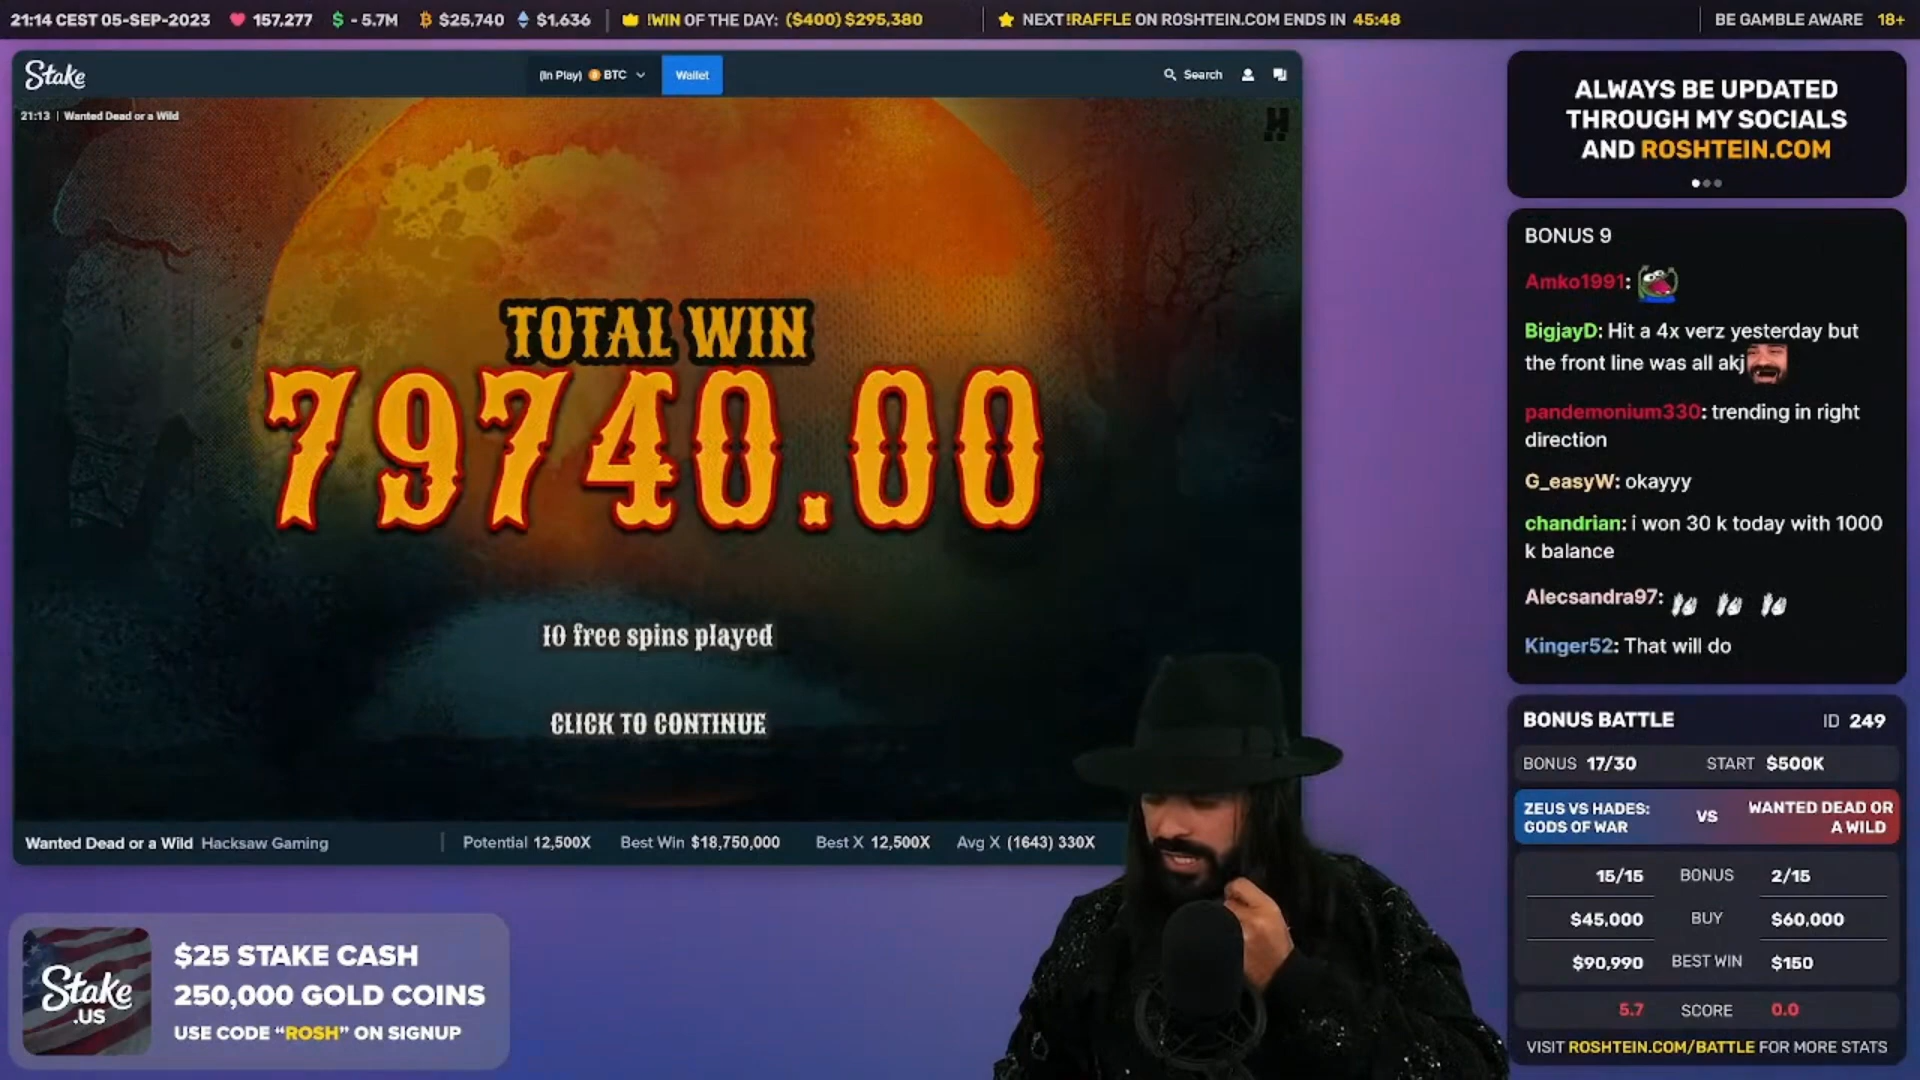 21:14 CEST 05-SEP-2023 157,277 $ - 5.7M $25,740 $1,636 !WIN OF THE DAY: ($400) $295,380 NEXT !RAFFLE ON ROSHTEIN.COM ENDS IN 45:48 BE GAMBLE AWARE 18+
Stake (In Play) BTC Wallet Search
21:13 | Wanted Dead or a Wild
TOTAL WIN
79740.00
10 free spins played
CLICK TO CONTINUE
Wanted Dead or a Wild Hacksaw Gaming Potential 12,500X Best Win $18,750,000 Best X 12,500X Avg X (1643) 330X
Stake
.US
$25 STAKE CASH
250,000 GOLD COINS
USE CODE “ROSH” ON SIGNUP
ALWAYS BE UPDATED
THROUGH MY SOCIALS
AND ROSHTEIN.COM
BONUS 9
Amko1991:
BigjayD: Hit a 4x verz yesterday but
the front line was all akj
pandemonium330: trending in right
direction
G_easyW: okayyy
chandrian: i won 30 k today with 1000
k balance
Alecsandra97:
Kinger52: That will do
BONUS BATTLE ID 249
BONUS 17/30 START $500K
ZEUS VS HADES:
GODS OF WAR
VS
WANTED DEAD OR
A WILD
15/15 BONUS 2/15
$45,000 BUY $60,000
$90,990 BEST WIN $150
5.7 SCORE 0.0
VISIT ROSHTEIN.COM/BATTLE FOR MORE STATS